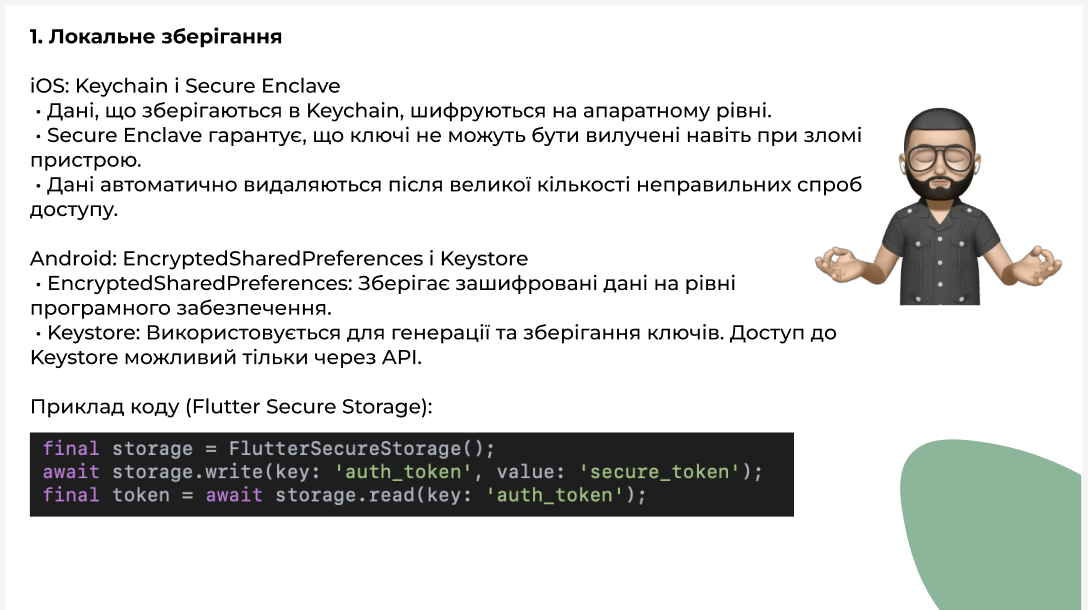 1. Локальне зберігання
iOS: Keychain і Secure Enclave
• Дані, що зберігаються в Keychain, шифруються на апаратному рівні.
• Secure Enclave гарантує, що ключі не можуть бути вилучені навіть при зломі
пристрою.
• Дані автоматично видаляються після великої кількості неправильних спроб
доступу.
Android: EncryptedSharedPreferences і Keystore
• EncryptedSharedPreferences: Зберігає зашифровані дані на рівні
програмного забезпечення.
• Keystore: Використовується для генерації та зберігання ключів. Доступ до
Keystore можливий тільки через API.
Приклад коду (Flutter Secure Storage):
final storage = FlutterSecureStorage();
await storage.write(key: 'auth_token', value: 'secure_token');
final token = await storage.read(key: 'auth_token');